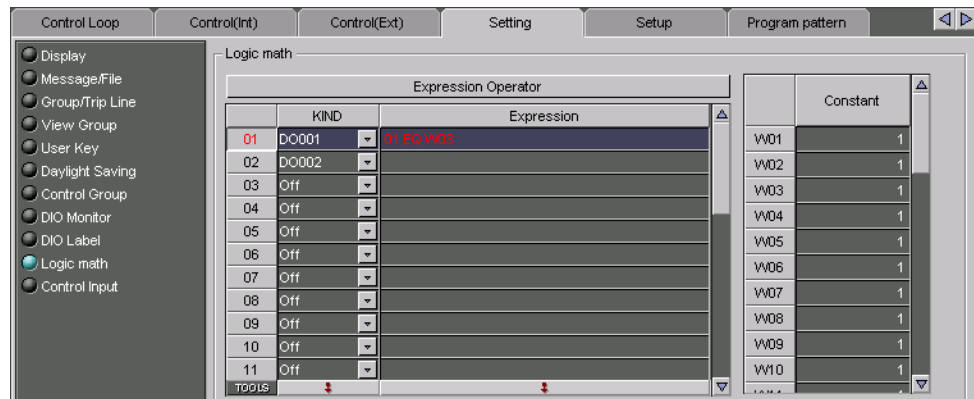 Control Loop Control(Int) Control(Ext) Setting Setup Program pattern
Display
Message/File
Group/Trip Line
View Group
User Key
Daylight Saving
Control Group
DIO Monitor
DIO Label
Logic math
Control Input
Logic math
Expression Operator
KIND Expression
01 DO001 01.EQ.W03
02 DO002
03 Off
04 Off
05 Off
06 Off
07 Off
08 Off
09 Off
10 Off
11 Off
TOOLS
Constant
W01 1
W02 1
W03 1
W04 1
W05 1
W06 1
W07 1
W08 1
W09 1
W10 1